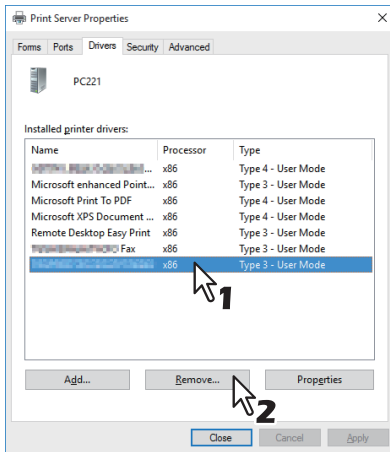 Print Server Properties
Forms Ports Drivers Security Advanced
PC221
Installed printer drivers:
Name Processor Type
... x86 Type 4 - User Mode
Microsoft enhanced Point... x86 Type 3 - User Mode
Microsoft Print To PDF x86 Type 4 - User Mode
Microsoft XPS Document ... x86 Type 4 - User Mode
Remote Desktop Easy Print x86 Type 3 - User Mode
Fax x86 Type 3 - User Mode
x86 Type 3 - User Mode
1
Add... Remove... Properties
2
Close Cancel Apply